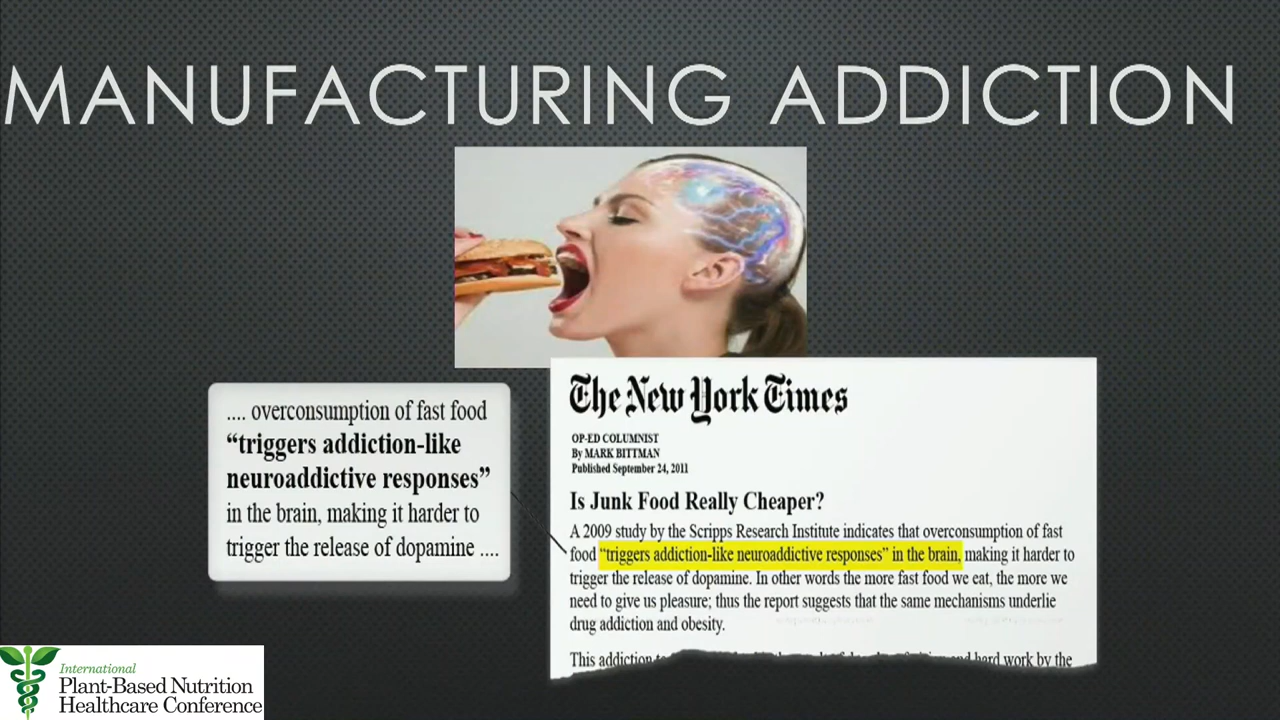 MANUFACTURING ADDICTION
.... overconsumption of fast food
“triggers addiction-like
neuroaddictive responses”
in the brain, making it harder to
trigger the release of dopamine ....
The New York Times
OP-ED COLUMNIST
By MARK BITTMAN
Published September 24, 2011
Is Junk Food Really Cheaper?
A 2009 study by the Scripps Research Institute indicates that overconsumption of fast
food “triggers addiction-like neuroaddictive responses” in the brain, making it harder to
trigger the release of dopamine. In other words the more fast food we eat, the more we
need to give us pleasure; thus the report suggests that the same mechanisms underlie
drug addiction and obesity.
This addiction hard work by the
International
Plant-Based Nutrition
Healthcare Conference